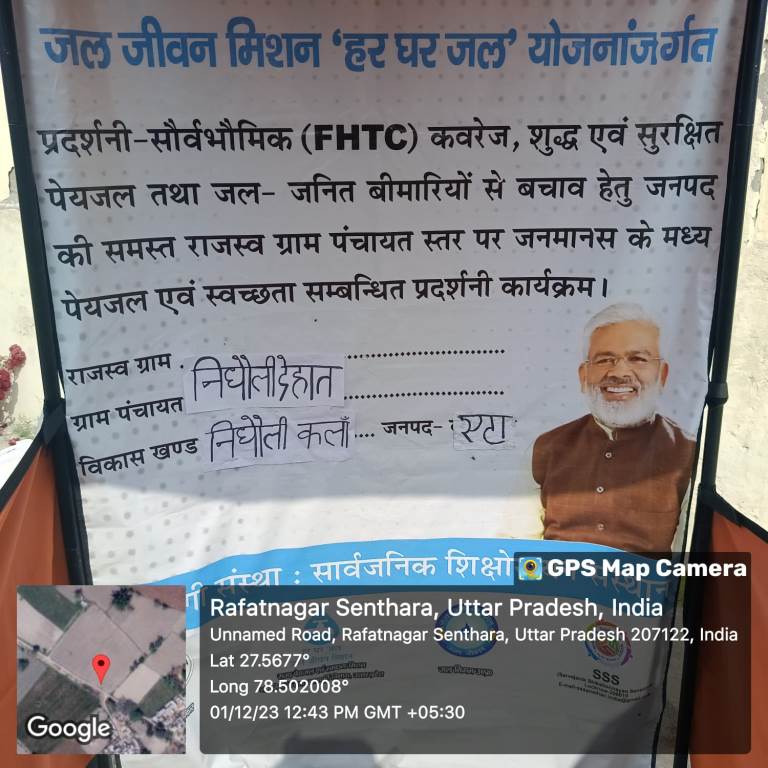 जल जीवन मिशन ‘हर घर जल’ योजनांजर्गत
प्रदर्शनी-सौर्वभौमिक (FHTC) कवरेज, शुद्ध एवं सुरक्षित
पेयजल तथा जल- जनित बीमारियों से बचाव हेतु जनपद
की समस्त राजस्व ग्राम पंचायत स्तर पर जनमानस के मध्य
पेयजल एवं स्वच्छता सम्बन्धित प्रदर्शनी कार्यक्रम।
राजस्व ग्राम
ग्राम पंचायत निधौलीदेहात
विकास खण्ड निधौली कलाँ.... जनपद- एटा
संस्था : सार्वजनिक शिक्षो
GPS Map Camera
Rafatnagar Senthara, Uttar Pradesh, India
Unnamed Road, Rafatnagar Senthara, Uttar Pradesh 207122, India
Lat 27.5677°
Long 78.502008°
01/12/23 12:43 PM GMT +05:30
Google
SSS